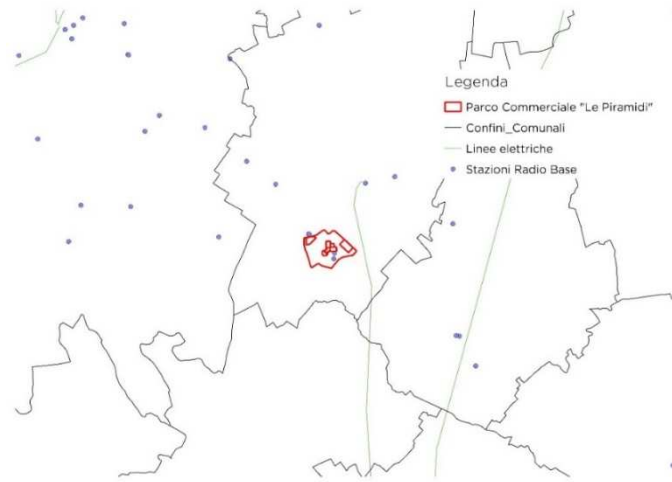 Legenda
Parco Commerciale "Le Piramidi"
Confini_Comunali
Linee elettriche
Stazioni Radio Base